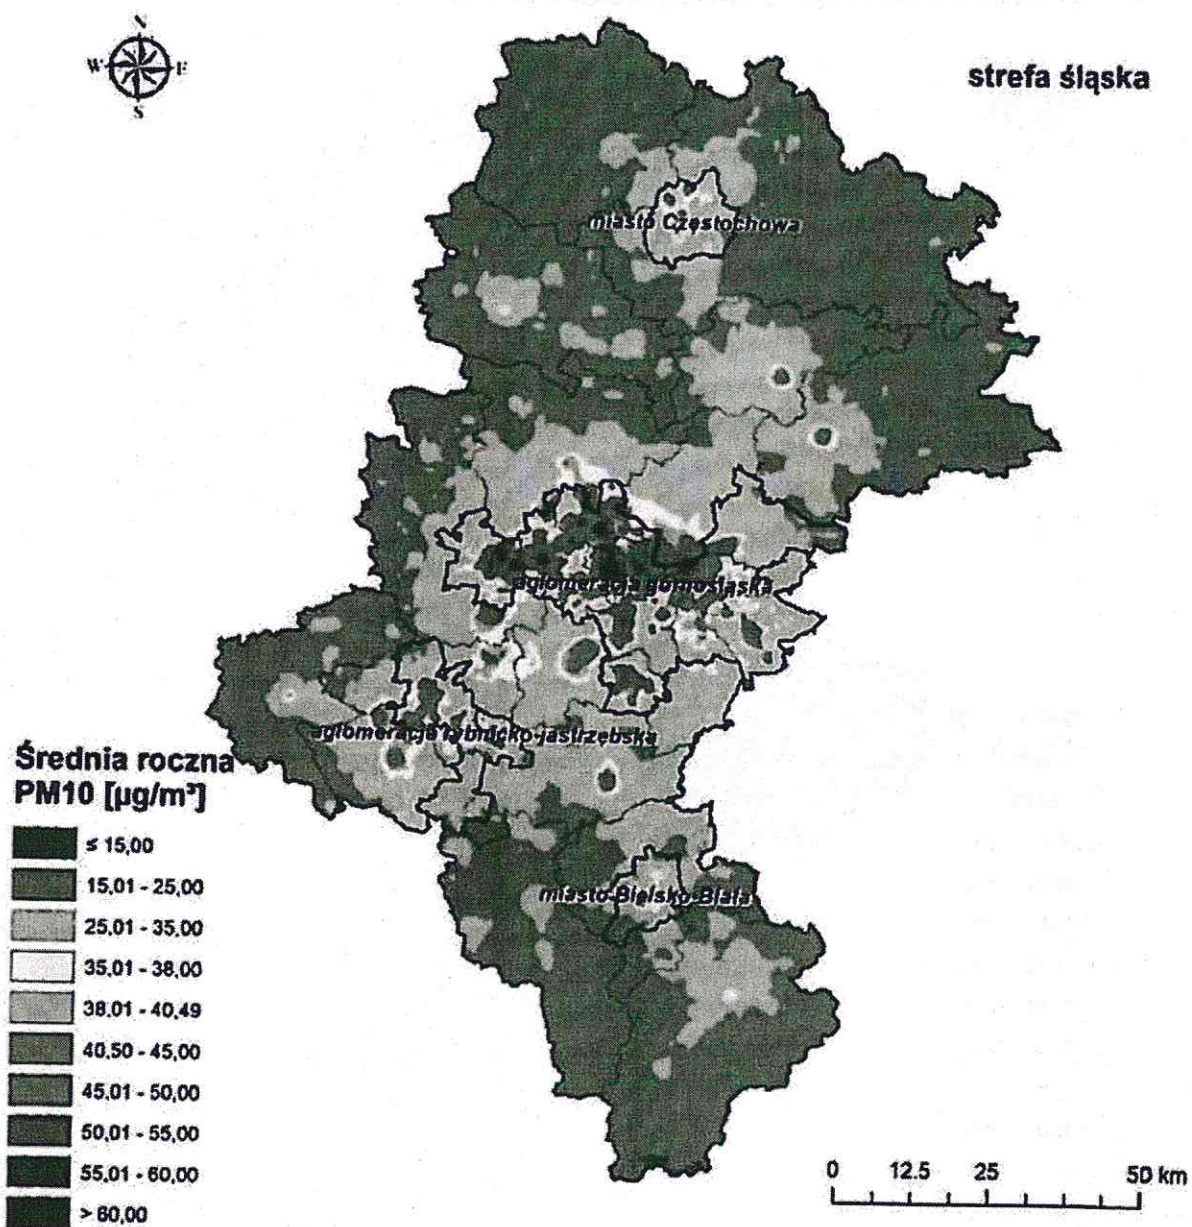 N
W E
S
strefa śląska
miasto Częstochowa
aglomeracja górnośląska
aglomeracja rybnicko-jastrzębska
miasto Bielsko-Biała
Średnia roczna
PM10 [µg/m³]
≤ 15,00
15,01 - 25,00
25,01 - 35,00
35,01 - 38,00
38,01 - 40,49
40,50 - 45,00
45,01 - 50,00
50,01 - 55,00
55,01 - 60,00
> 60,00
0 12.5 25 50 km